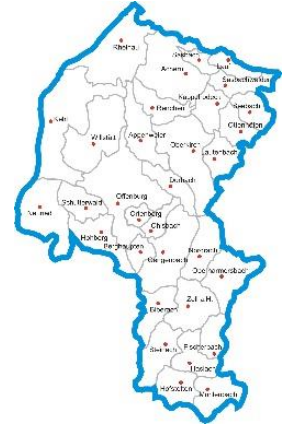 Rheinau
Sasbach
Lauf
Achern
Sasbachwalden
Kappelrodeck
Renchen
Seebach
Kehl
Ottenhöfen
Willstätt
Appenweier
Oberkirch
Lautenbach
Durbach
Neuried
Schutterwald
Offenburg
Ortenberg
Ohlsbach
Hohberg
Berghaupten
Gengenbach
Nordrach
Oberharmersbach
Biberach
Zell a.H.
Steinach
Fischerbach
Haslach
Hofstetten
Mühlenbach